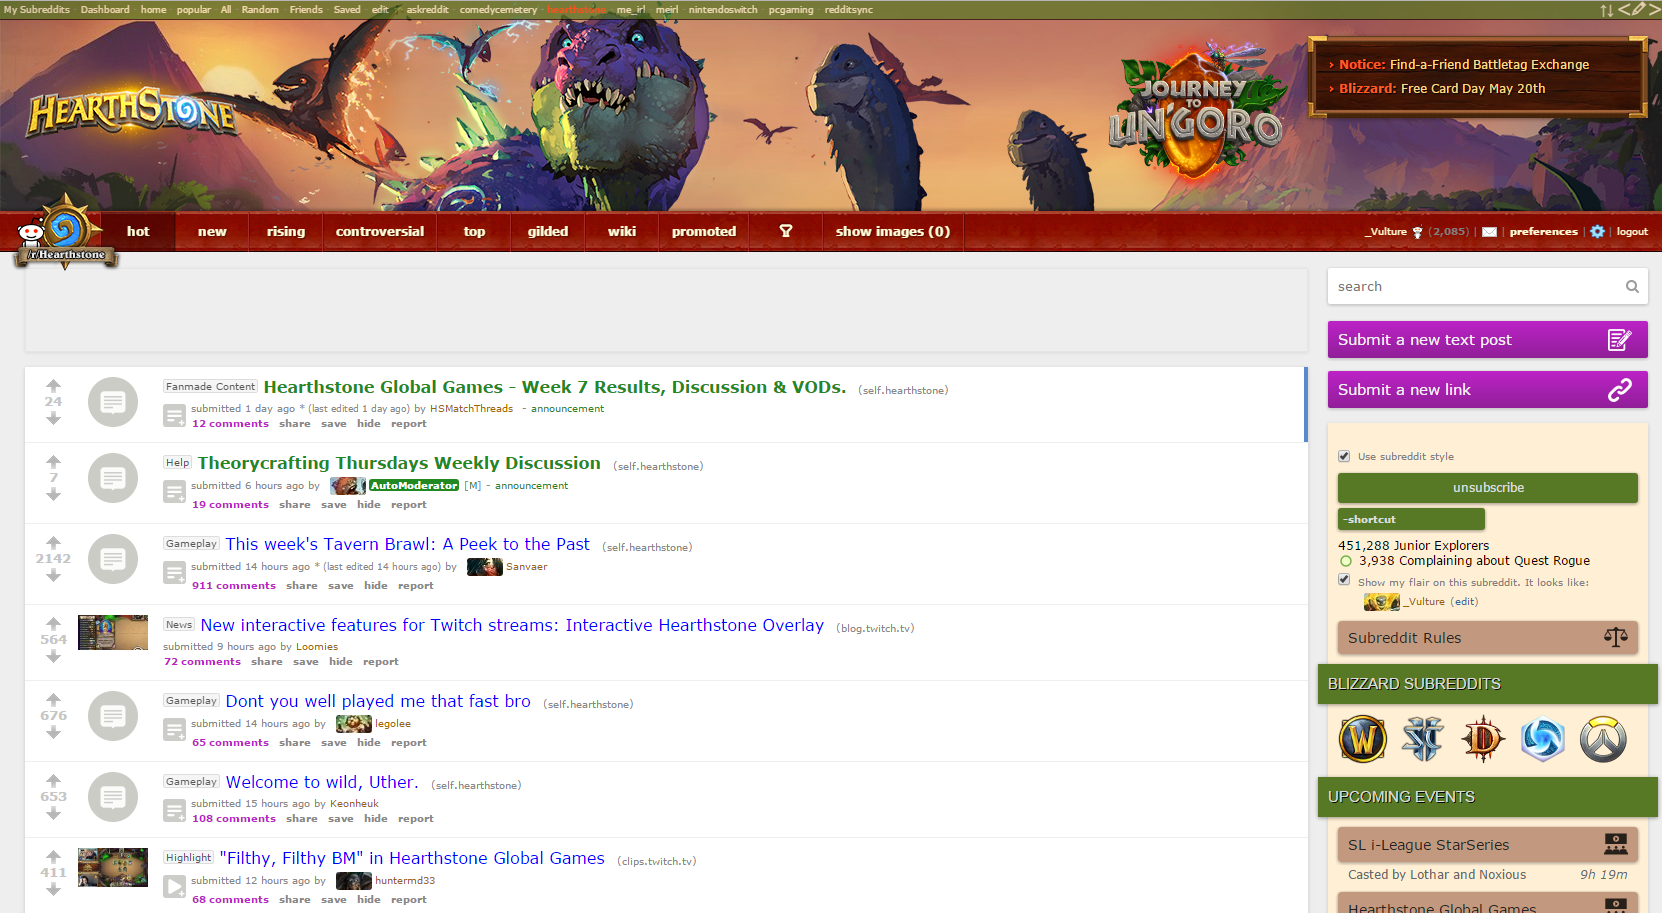 My Subreddits Dashboard · home · popular · All · Random · Friends · Saved · edit · askreddit · comedycemetery · hearthstone · me_irl · meirl · nintendoswitch · pcgaming · redditsync
HEARTHSTONE
JOURNEY
TO
UN'GORO
› Notice: Find-a-Friend Battletag Exchange
› Blizzard: Free Card Day May 20th
/r/Hearthstone
hot new rising controversial top gilded wiki promoted show images (0)
_Vulture (2,085) | | preferences | | logout
search
Submit a new text post
Submit a new link
24
Fanmade Content Hearthstone Global Games - Week 7 Results, Discussion & VODs. (self.hearthstone)
submitted 1 day ago * (last edited 1 day ago) by HSMatchThreads - announcement
12 comments share save hide report
7
Help Theorycrafting Thursdays Weekly Discussion (self.hearthstone)
submitted 6 hours ago by AutoModerator [M] - announcement
19 comments share save hide report
2142
Gameplay This week's Tavern Brawl: A Peek to the Past (self.hearthstone)
submitted 14 hours ago * (last edited 14 hours ago) by Sanvaer
911 comments share save hide report
564
News New interactive features for Twitch streams: Interactive Hearthstone Overlay (blog.twitch.tv)
submitted 9 hours ago by Loomies
72 comments share save hide report
676
Gameplay Dont you well played me that fast bro (self.hearthstone)
submitted 14 hours ago by legolee
65 comments share save hide report
653
Gameplay Welcome to wild, Uther. (self.hearthstone)
submitted 15 hours ago by Keonheuk
108 comments share save hide report
411
Highlight "Filthy, Filthy BM" in Hearthstone Global Games (clips.twitch.tv)
submitted 12 hours ago by huntermd33
68 comments share save hide report
Use subreddit style
unsubscribe
-shortcut
451,288 Junior Explorers
3,938 Complaining about Quest Rogue
Show my flair on this subreddit. It looks like:
_Vulture (edit)
Subreddit Rules
BLIZZARD SUBREDDITS
UPCOMING EVENTS
SL i-League StarSeries
Casted by Lothar and Noxious 9h 19m
Hearthstone Global Games